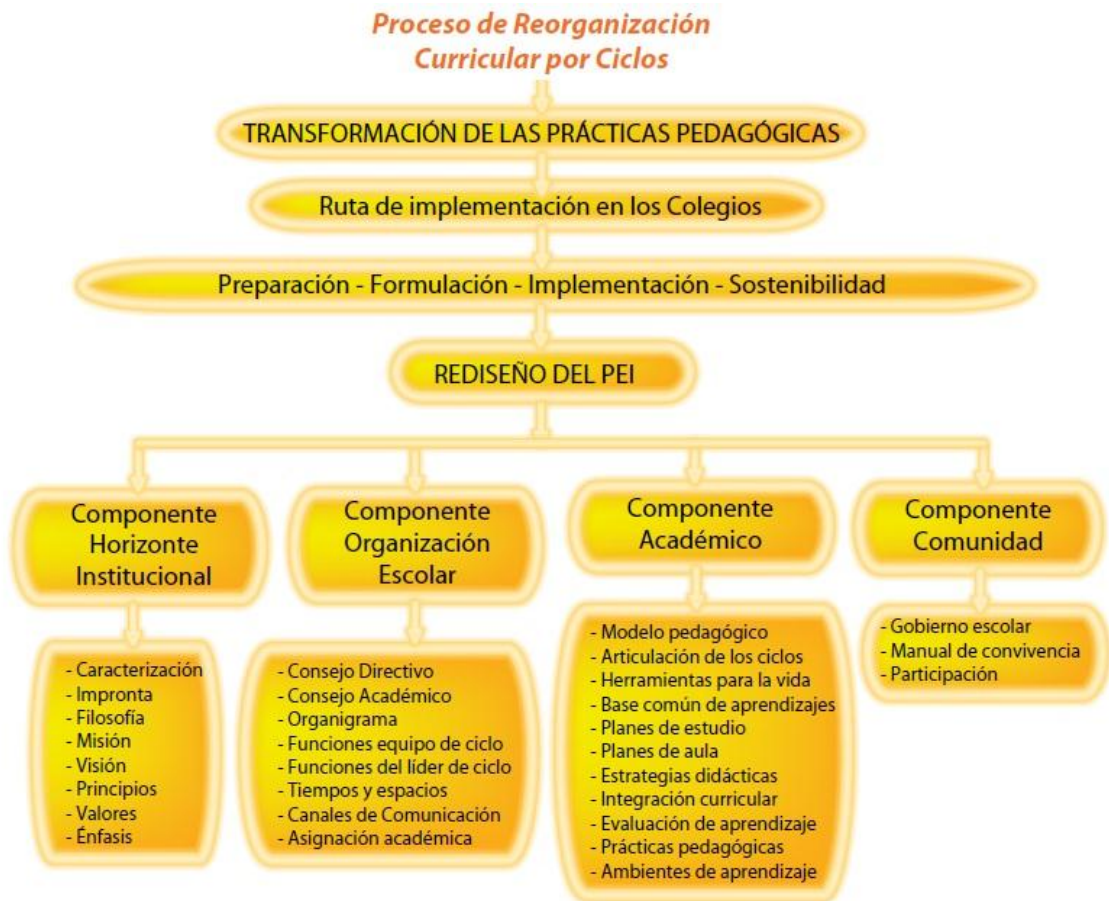 Proceso de Reorganización
Curricular por Ciclos
TRANSFORMACIÓN DE LAS PRÁCTICAS PEDAGÓGICAS
Ruta de implementación en los Colegios
Preparación - Formulación - Implementación - Sostenibilidad
REDISEÑO DEL PEI
Componente
Horizonte
Institucional
- Caracterización
- Impronta
- Filosofía
- Misión
- Visión
- Principios
- Valores
- Énfasis
Componente
Organización
Escolar
- Consejo Directivo
- Consejo Académico
- Organigrama
- Funciones equipo de ciclo
- Funciones del líder de ciclo
- Tiempos y espacios
- Canales de Comunicación
- Asignación académica
Componente
Académico
- Modelo pedagógico
- Articulación de los ciclos
- Herramientas para la vida
- Base común de aprendizajes
- Planes de estudio
- Planes de aula
- Estrategias didácticas
- Integración curricular
- Evaluación de aprendizaje
- Prácticas pedagógicas
- Ambientes de aprendizaje
Componente
Comunidad
- Gobierno escolar
- Manual de convivencia
- Participación